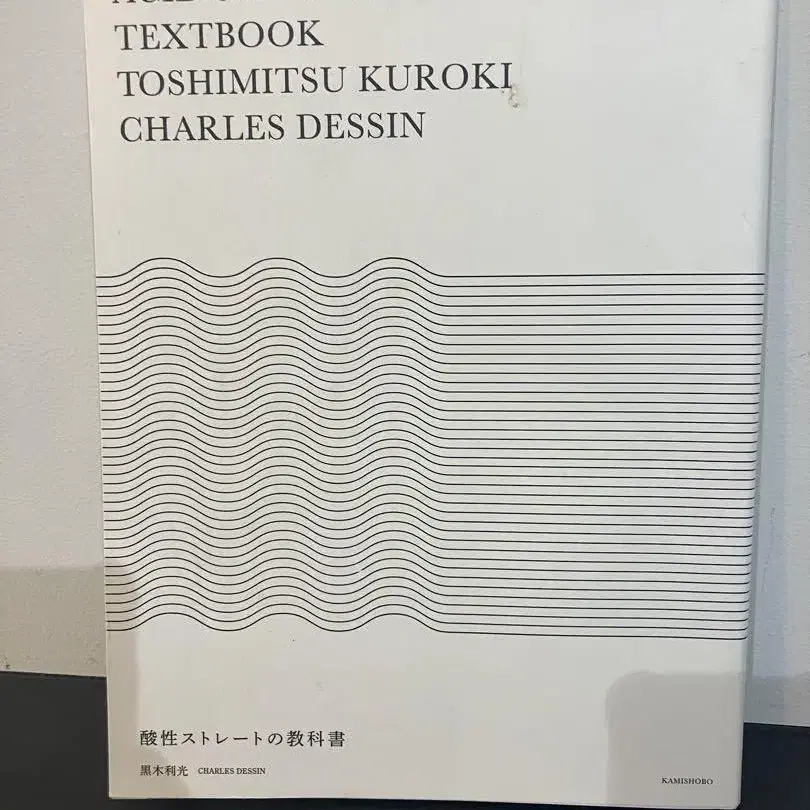 TEXTBOOK
TOSHIMITSU KUROKI
CHARLES DESSIN
酸性ストレートの教科書
黒木利光 CHARLES DESSIN
KAMISHOBO